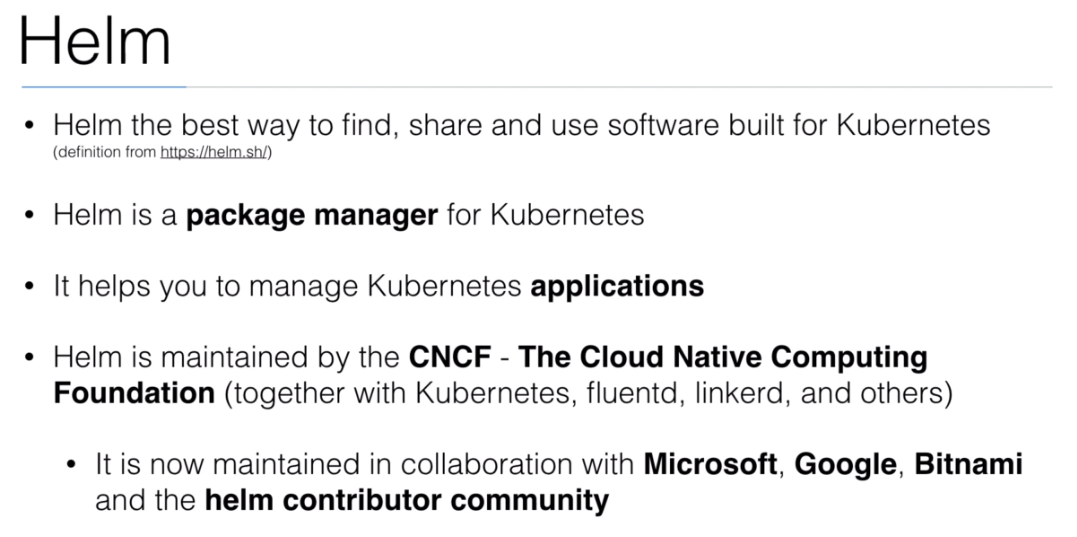 Helm
• Helm the best way to find, share and use software built for Kubernetes
(definition from https://helm.sh/)
• Helm is a package manager for Kubernetes
• It helps you to manage Kubernetes applications
• Helm is maintained by the CNCF - The Cloud Native Computing
Foundation (together with Kubernetes, fluentd, linkerd, and others)
• It is now maintained in collaboration with Microsoft, Google, Bitnami
and the helm contributor community